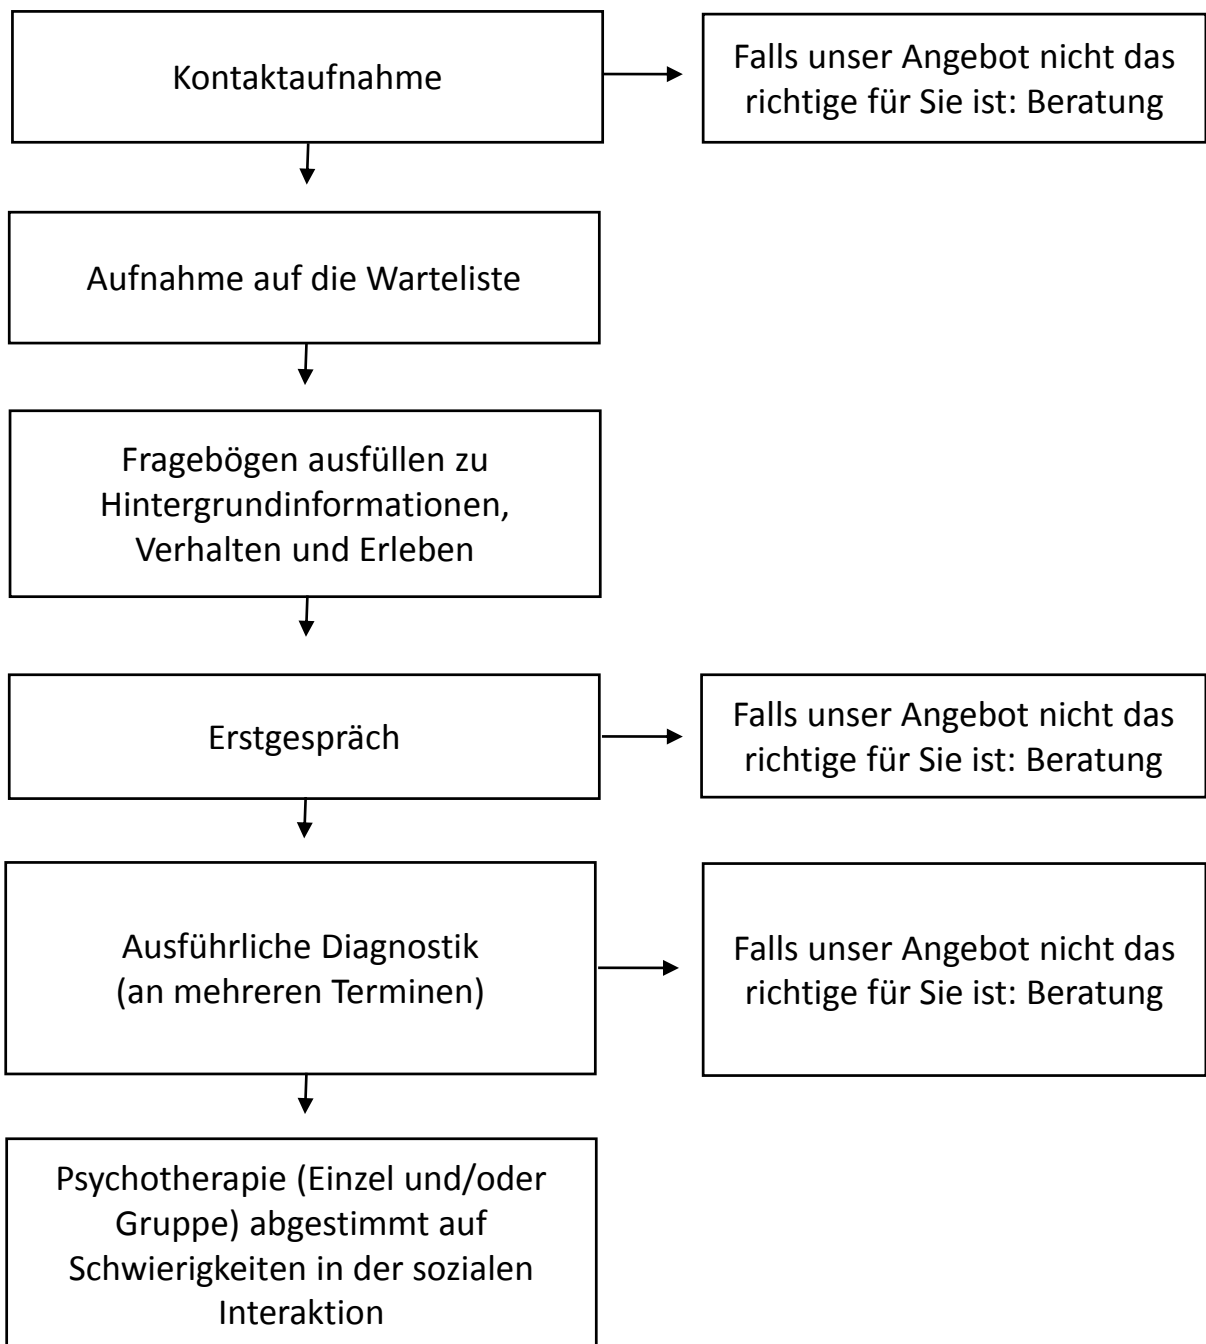 Kontaktaufnahme
Falls unser Angebot nicht das
richtige für Sie ist: Beratung
Aufnahme auf die Warteliste
Fragebögen ausfüllen zu
Hintergrundinformationen,
Verhalten und Erleben
Erstgespräch
Falls unser Angebot nicht das
richtige für Sie ist: Beratung
Ausführliche Diagnostik
(an mehreren Terminen)
Falls unser Angebot nicht das
richtige für Sie ist: Beratung
Psychotherapie (Einzel und/oder
Gruppe) abgestimmt auf
Schwierigkeiten in der sozialen
Interaktion